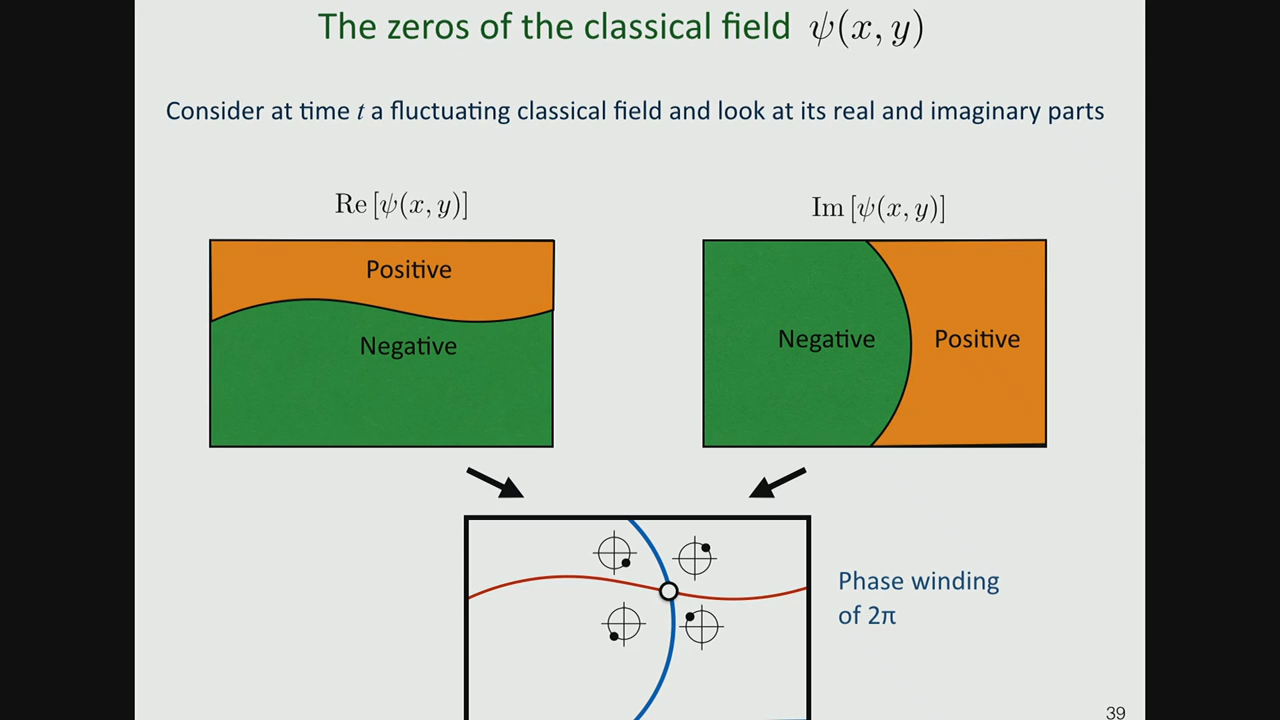 The zeros of the classical field ψ(x, y)
Consider at time t a fluctuating classical field and look at its real and imaginary parts
Re [ψ(x, y)]
Im [ψ(x, y)]
Positive
Negative
Negative
Positive
Phase winding
of 2π
39